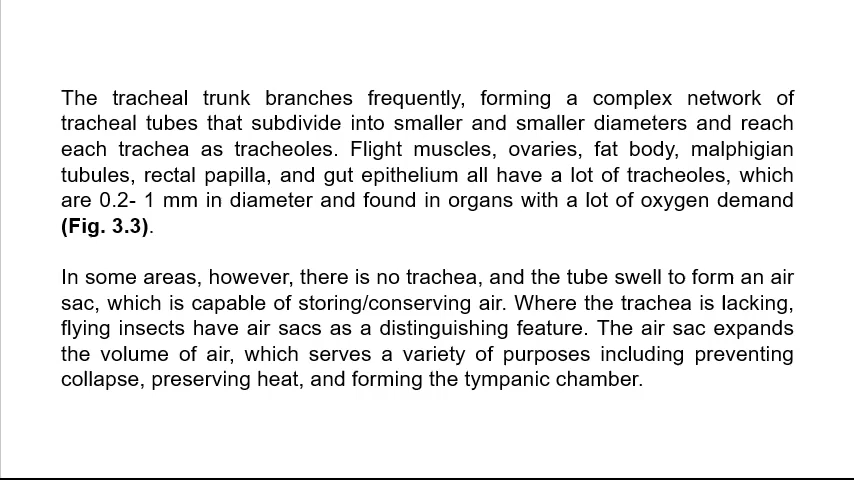 The tracheal trunk branches frequently, forming a complex network of
tracheal tubes that subdivide into smaller and smaller diameters and reach
each trachea as tracheoles. Flight muscles, ovaries, fat body, malphigian
tubules, rectal papilla, and gut epithelium all have a lot of tracheoles, which
are 0.2- 1 mm in diameter and found in organs with a lot of oxygen demand
(Fig. 3.3).
In some areas, however, there is no trachea, and the tube swell to form an air
sac, which is capable of storing/conserving air. Where the trachea is lacking,
flying insects have air sacs as a distinguishing feature. The air sac expands
the volume of air, which serves a variety of purposes including preventing
collapse, preserving heat, and forming the tympanic chamber.